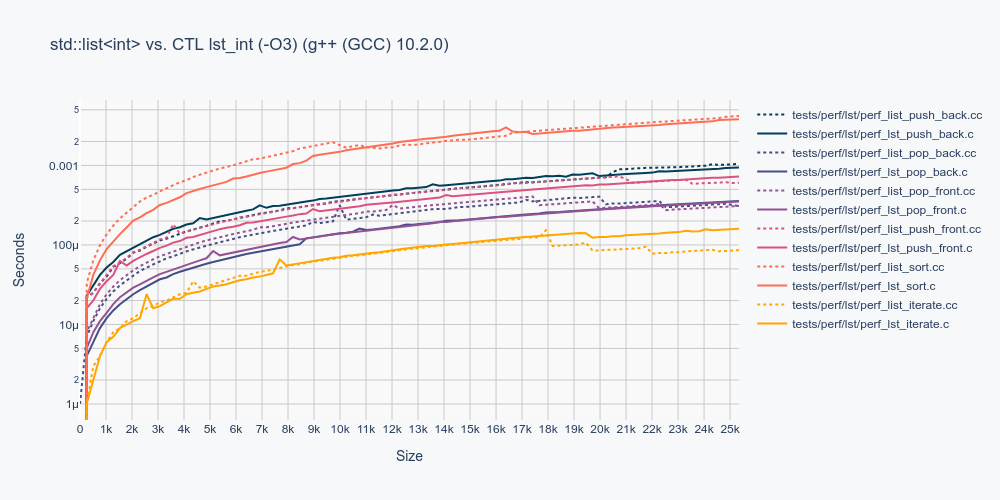 std::list<int> vs. CTL lst_int (-O3) (g++ (GCC) 10.2.0)
Seconds
5
2
0.001
5
2
100μ
5
2
10μ
5
2
1μ
0 1k 2k 3k 4k 5k 6k 7k 8k 9k 10k 11k 12k 13k 14k 15k 16k 17k 18k 19k 20k 21k 22k 23k 24k 25k
Size
tests/perf/lst/perf_list_push_back.cc
tests/perf/lst/perf_lst_push_back.c
tests/perf/lst/perf_list_pop_back.cc
tests/perf/lst/perf_lst_pop_back.c
tests/perf/lst/perf_list_pop_front.cc
tests/perf/lst/perf_lst_pop_front.c
tests/perf/lst/perf_list_push_front.cc
tests/perf/lst/perf_lst_push_front.c
tests/perf/lst/perf_list_sort.cc
tests/perf/lst/perf_lst_sort.c
tests/perf/lst/perf_list_iterate.cc
tests/perf/lst/perf_lst_iterate.c